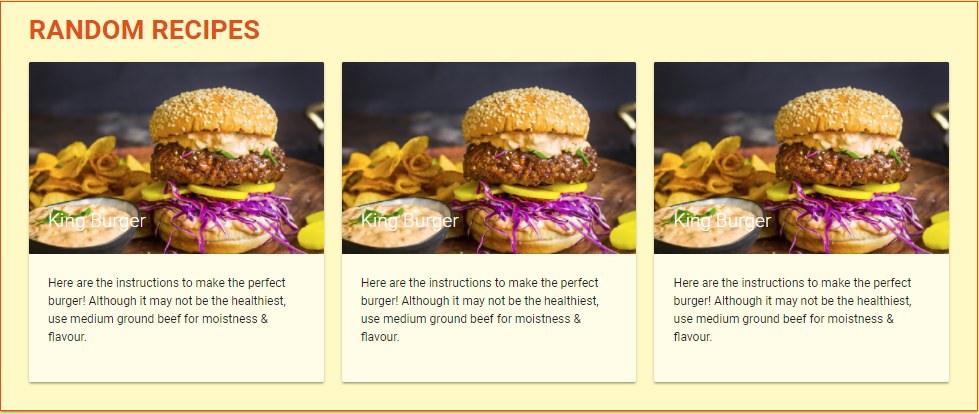 RANDOM RECIPES
King Burger
Here are the instructions to make the perfect
burger! Although it may not be the healthiest,
use medium ground beef for moistness &
flavour.
King Burger
Here are the instructions to make the perfect
burger! Although it may not be the healthiest,
use medium ground beef for moistness &
flavour.
King Burger
Here are the instructions to make the perfect
burger! Although it may not be the healthiest,
use medium ground beef for moistness &
flavour.